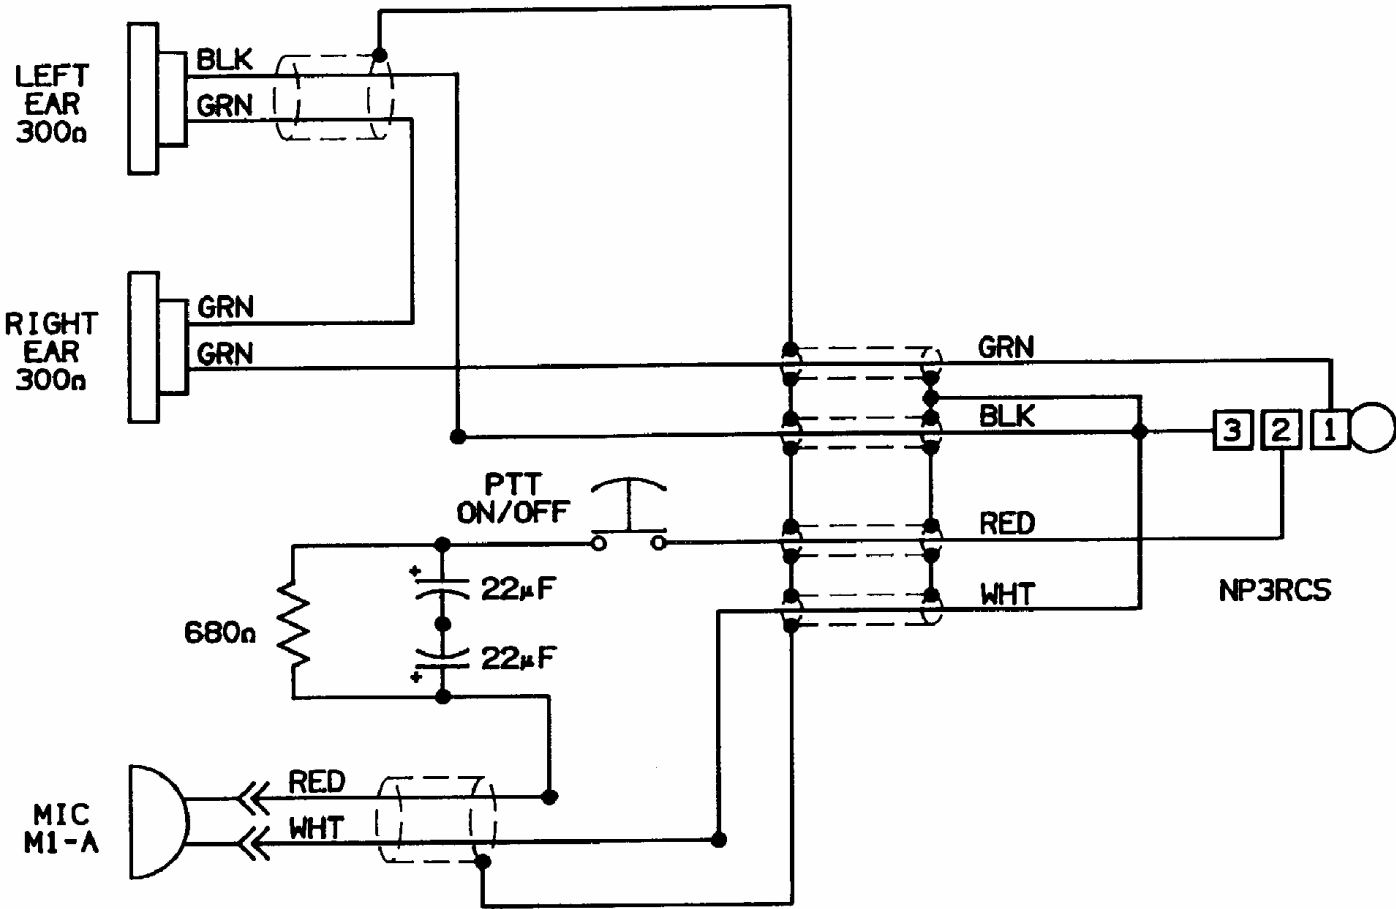 LEFT
EAR
300Ω
BLK
GRN
RIGHT
EAR
300Ω
GRN
GRN
GRN
BLK
3 2 1
PTT
ON/OFF
RED
+
22µF
NP3RCS
WHT
680Ω
22µF
+
MIC
M1-A
RED
WHT